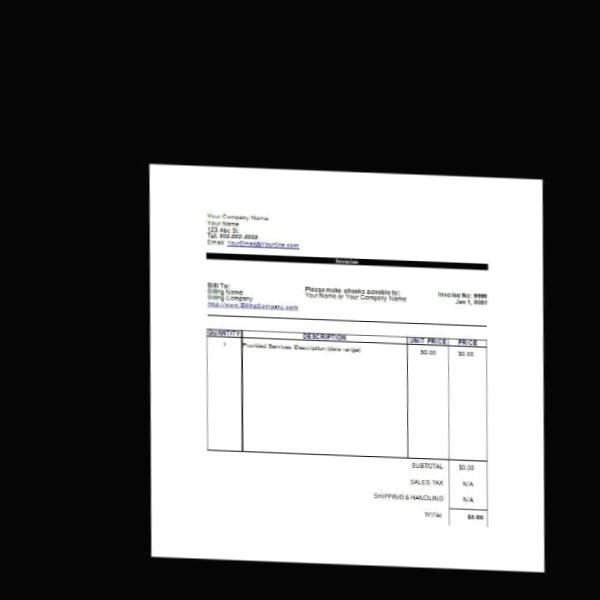 Your Company Name
Your Name
123 Abc St.
Tel:
Email: YourEmail@YourSite.com
Invoice
Bill To:
Billing Name
Billing Company
http://www.BillingCompany.com
Please make checks payable to:
Your Name or Your Company Name
Invoice No: 9999
Jan 1, 0001
QUANTITY DESCRIPTION UNIT PRICE PRICE
1 Provided Services Description (date range) $0.00 $0.00
SUBTOTAL $0.00
SALES TAX N/A
SHIPPING & HANDLING N/A
TOTAL $0.00